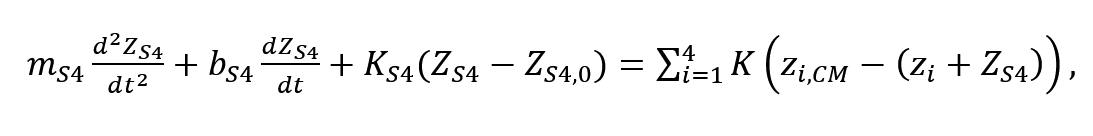 m_{S4} \frac{d^2 Z_{S4}}{dt^2} + b_{S4} \frac{dZ_{S4}}{dt} + K_{S4}(Z_{S4} − Z_{S4,0}) = \sum_{i=1}^{4} K \left( z_{i,CM} − (z_i + Z_{S4}) \right),